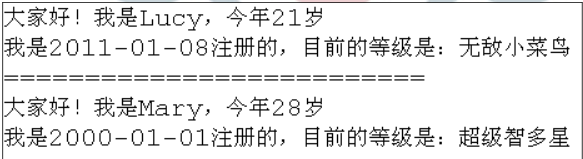 大家好！我是Lucy，今年21岁
我是2011-01-08注册的，目前的等级是：无敌小菜鸟
==========================
大家好！我是Mary，今年28岁
我是2000-01-01注册的，目前的等级是：超级智多星